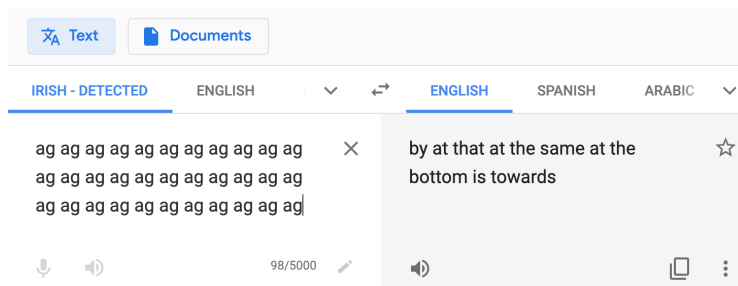 Text Documents
IRISH - DETECTED ENGLISH ENGLISH SPANISH ARABIC
ag ag ag ag ag ag ag ag ag ag ag
ag ag ag ag ag ag ag ag ag ag ag
ag ag ag ag ag ag ag ag ag ag ag
by at that at the same at the
bottom is towards
98/5000